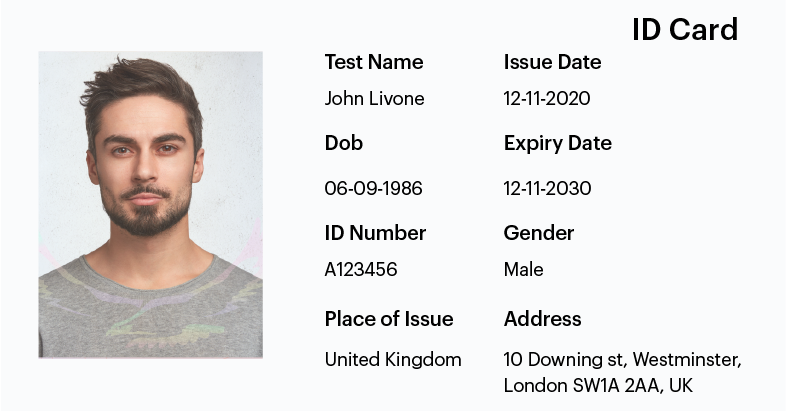 ID Card
Test Name
John Livone
Issue Date
12-11-2020
Dob
06-09-1986
Expiry Date
12-11-2030
ID Number
A123456
Gender
Male
Place of Issue
United Kingdom
Address
10 Downing st, Westminster,
London SW1A 2AA, UK